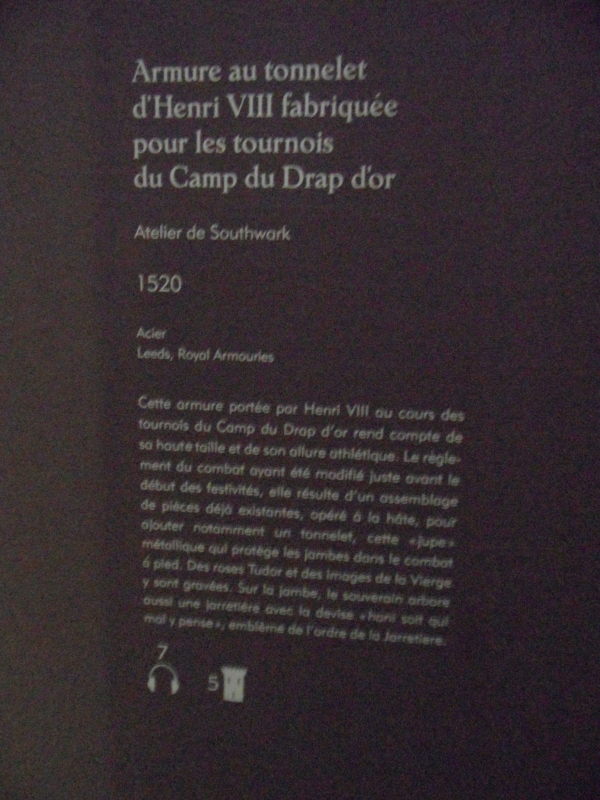 Armure au tonnelet
d'Henri VIII fabriquée
pour les tournois
du Camp du Drap d'or
Atelier de Southwark
1520
Acier
Leeds, Royal Armouries
Cette armure portée par Henri VIII au cours des
tournois du Camp du Drap d'or rend compte de
sa haute taille et de son allure athlétique. Le règle-
ment du combat ayant été modifié juste avant le
début des festivités, elle résulte d'un assemblage
de pièces déjà existantes, opéré à la hâte, pour
ajouter notamment un tonnelet, cette «jupe»
métallique qui protège les jambes dans le combat
à pied. Des roses Tudor et des images de la Vierge
y sont gravées. Sur la jambe, le souverain arbore
aussi une jarretière avec la devise «honi soit qui
mal y pense», emblème de l'ordre de la Jarretière.
7
5